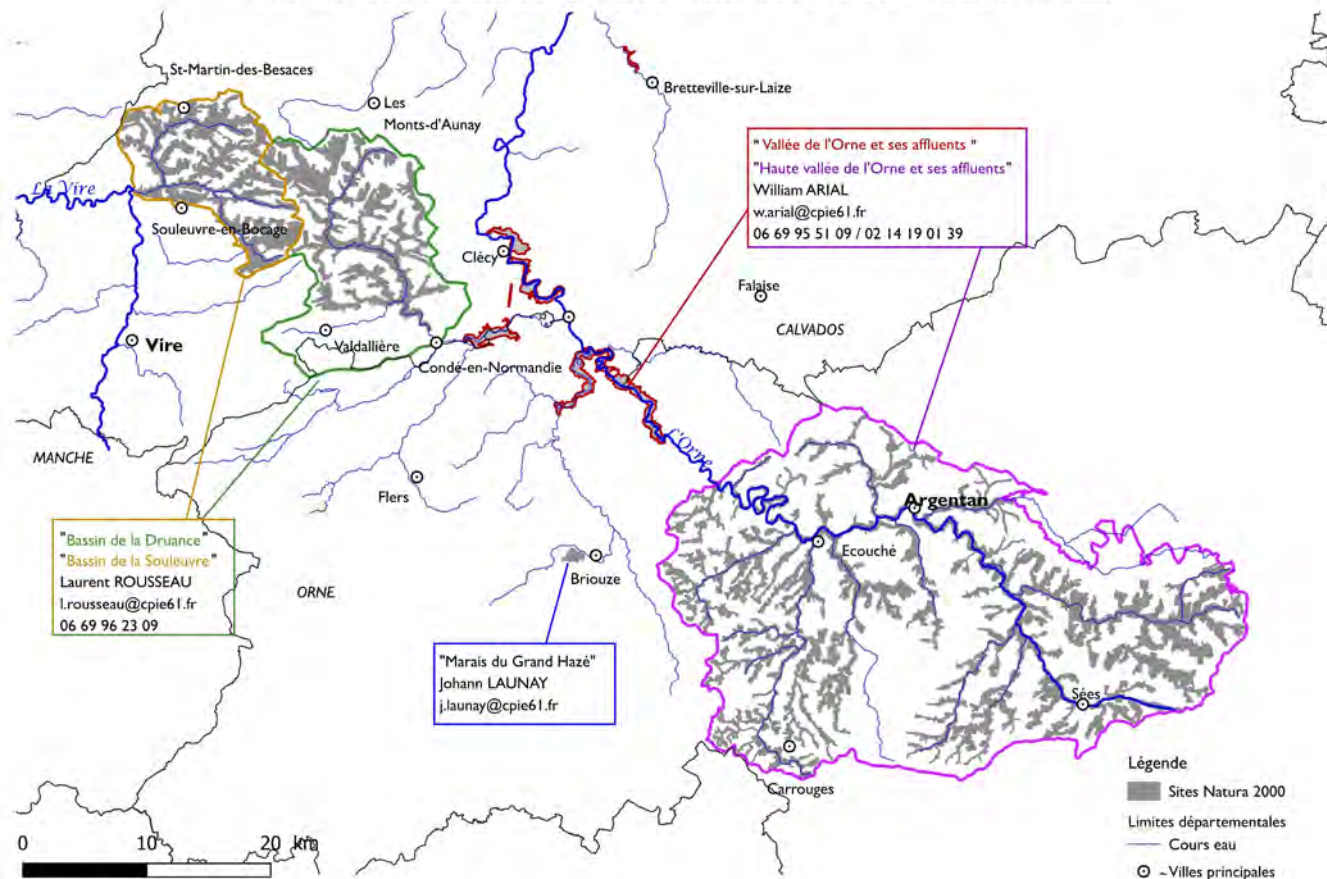 St-Martin-des-Besaces
Les
Monts-d'Aunay
Bretteville-sur-Laize
" Vallée de l'Orne et ses affluents "
"Haute vallée de l'Orne et ses affluents"
William ARIAL
w.arial@cpie61.fr
06 69 95 51 09 / 02 14 19 01 39
La Vire
Souleuvre-en-Bocage
Clécy
Falaise
CALVADOS
Vire
Valdallière
Condé-en-Normandie
l'Orne
MANCHE
Flers
Argentan
Ecouché
"Bassin de la Druance"
"Bassin de la Souleuvre"
Laurent ROUSSEAU
l.rousseau@cpie61.fr
06 69 96 23 09
Briouze
ORNE
"Marais du Grand Hazé"
Johann LAUNAY
j.launay@cpie61.fr
Sées
Carrouges
Légende
Sites Natura 2000
Limites départementales
Cours eau
Villes principales
0 10 20 km